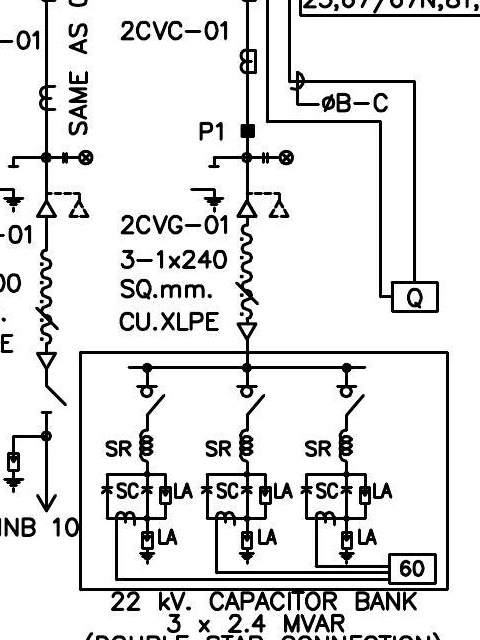 25,67/67N,81,
-01
2CVC-01
SAME AS
øB-C
P1
2CVG-01
-01
3-1x240
SQ.mm.
00
Q
CU.XLPE
E
SR
SR
SR
SC
LA
SC
LA
SC
LA
LA
LA
LA
60
INB 10
22 kV. CAPACITOR BANK
3 x 2.4 MVAR
(DOUBLE STAR CONNECTION)